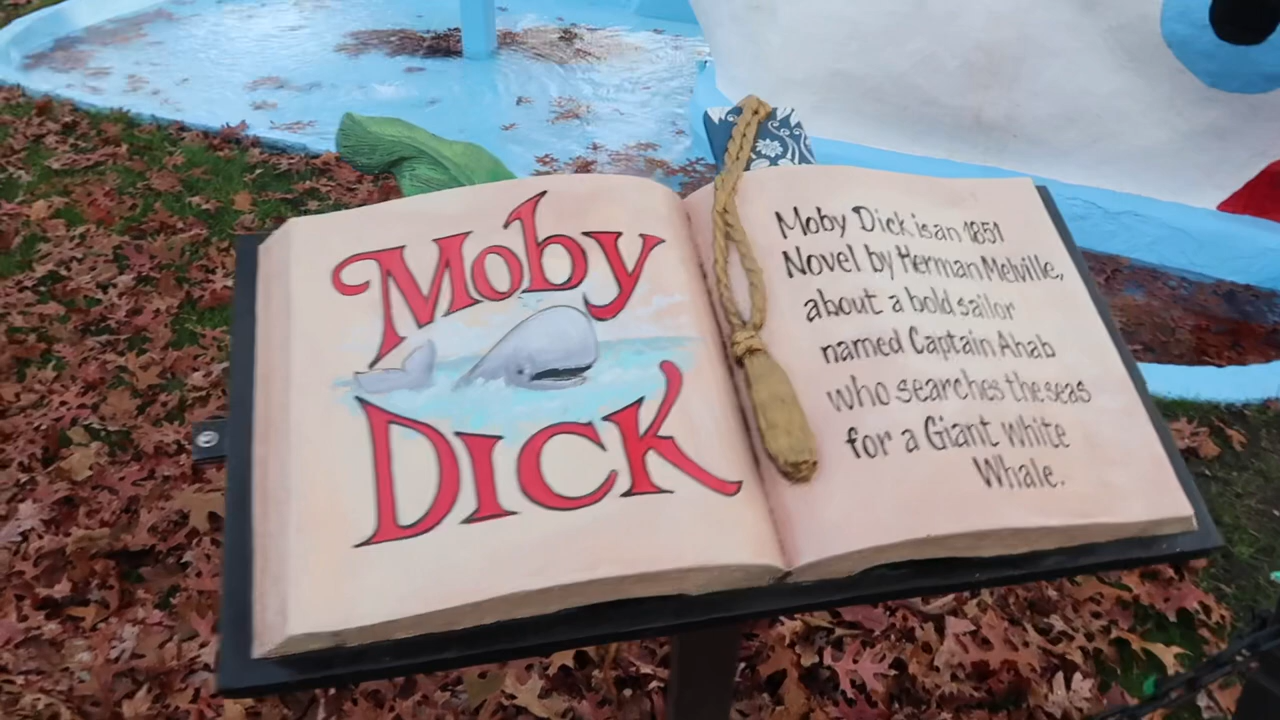 Moby
Dick
Moby Dick is an 1851
Novel by Herman Melville,
about a bold sailor
named Captain Ahab
who searches the seas
for a Giant white
Whale.